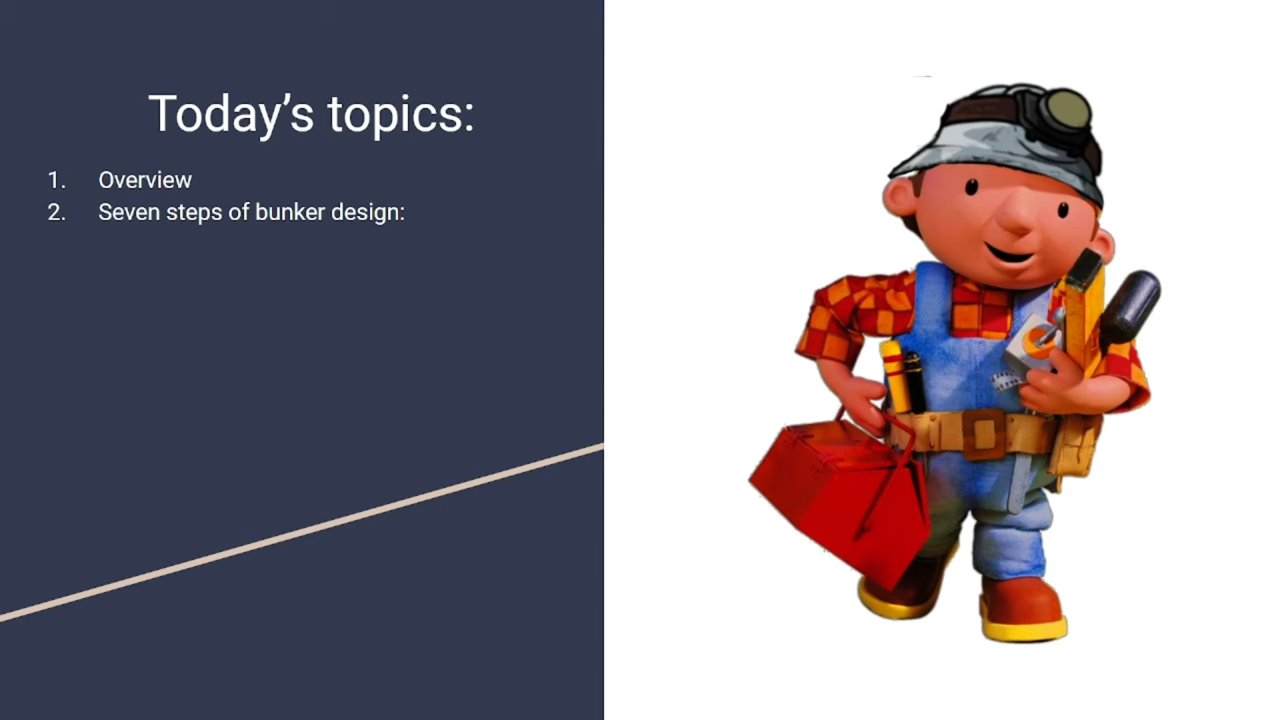 Today’s topics:
1. Overview
2. Seven steps of bunker design: